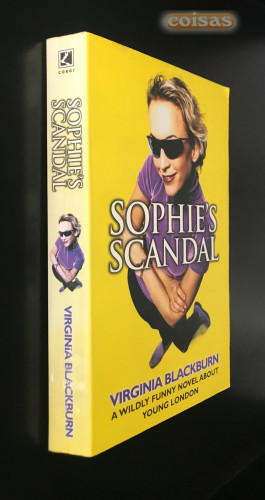 coisas
CORGI
SOPHIE'S
SCANDAL
VIRGINIA BLACKBURN
SOPHIE'S
SCANDAL
VIRGINIA BLACKBURN
A WILDLY FUNNY NOVEL ABOUT
YOUNG LONDON